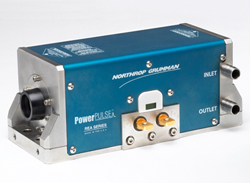 NORTHROP GRUMMAN
INLET
PowerPULSE
REA SERIES
OUTLET